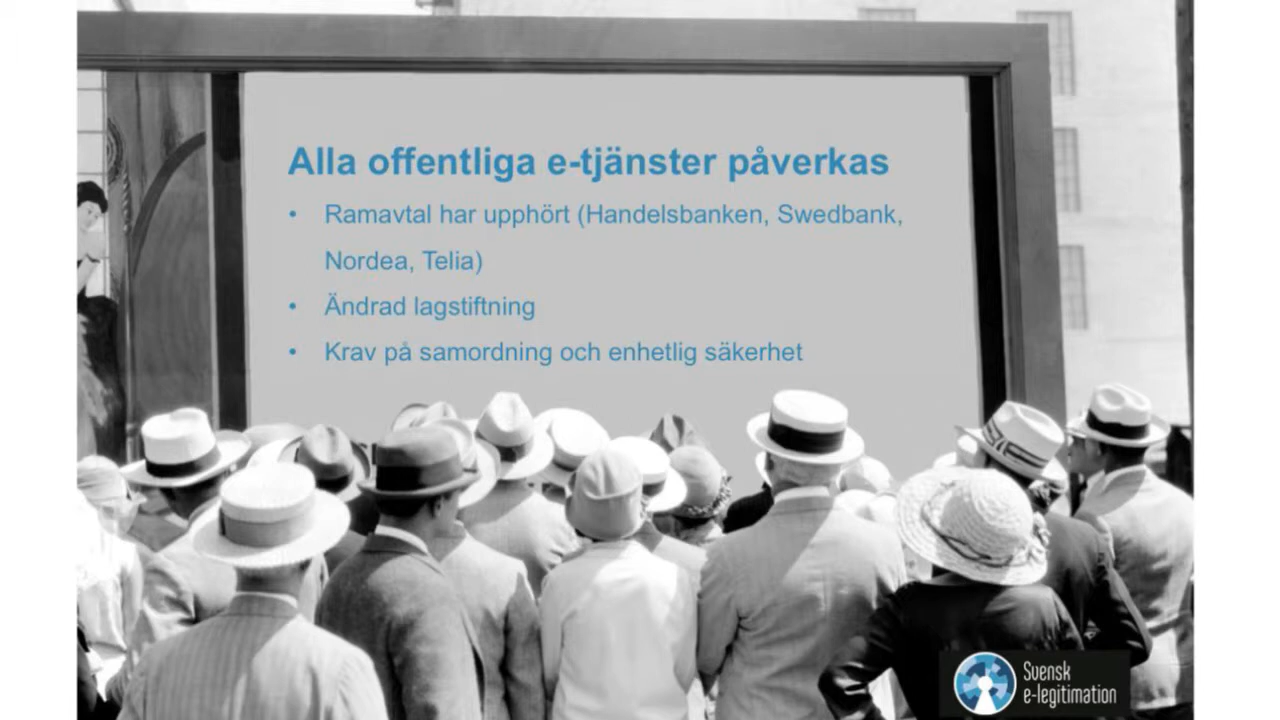 Alla offentliga e-tjänster påverkas
• Ramavtal har upphört (Handelsbanken, Swedbank,
Nordea, Telia)
• Ändrad lagstiftning
• Krav på samordning och enhetlig säkerhet
Svensk
e-legitimation